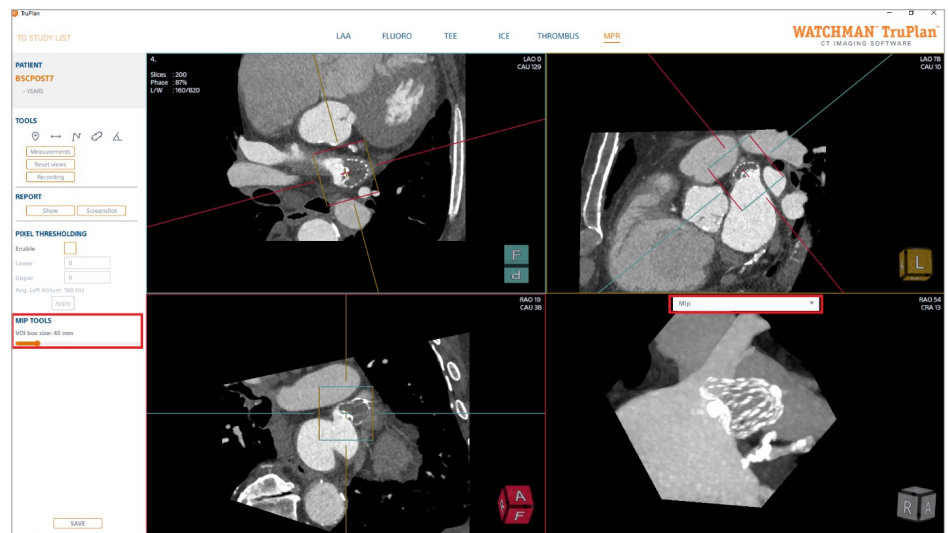 TruPlan
TO STUDY LIST
LAA FLUORO TEE ICE THROMBUS MPR
WATCHMAN™ TruPlan™
CT IMAGING SOFTWARE
PATIENT
BSCPOST7
- YEARS
TOOLS
Measurements
Reset views
Recording
REPORT
Show Screenshot
PIXEL THRESHOLDING
Enable
Lower 0
Upper 0
Avg. Left Atrium 160 HU
Apply
MIP TOOLS
VOI box size: 40 mm
SAVE
4,
Slices :200
Phase : 87%
L/W : 160/820
LAO 0
CAU 129
F
P
LAO 78
CAU 10
L
RAO 19
CAU 38
A
F
Mip
RAO 54
CRA 13
R A